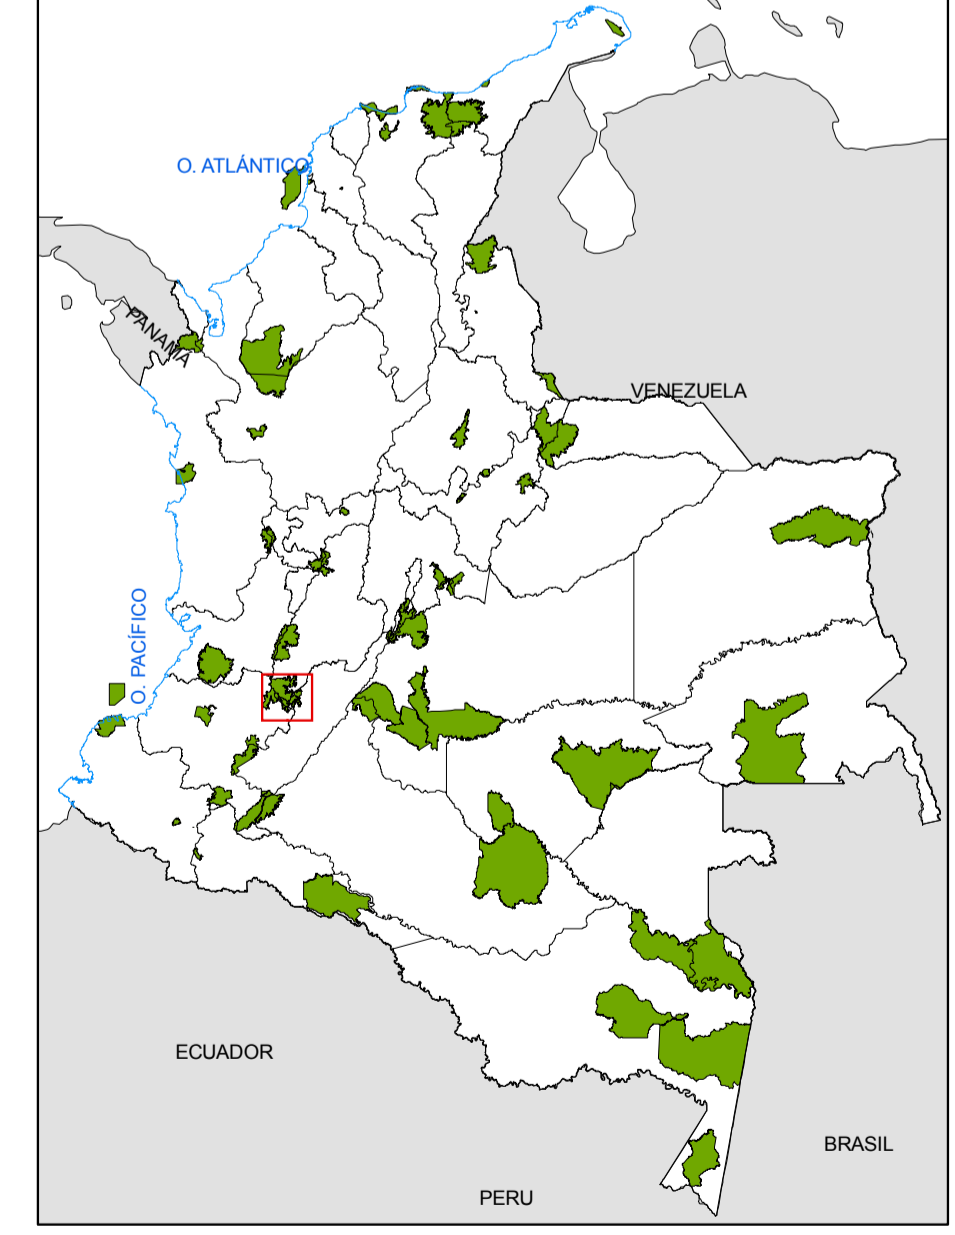 O. ATLÁNTICO
PANAMÁ
VENEZUELA
O. PACÍFICO
ECUADOR
BRASIL
PERU